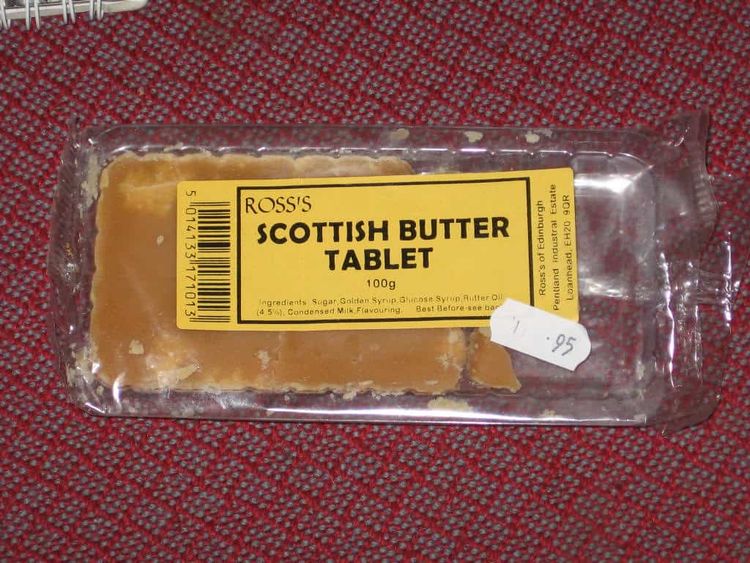 ROSS'S
SCOTTISH BUTTER
TABLET
100g
Ingredients: Sugar,Golden Syrup,Glucose Syrup,Butter Oil
(4.5%), Condensed Milk,Flavouring. Best Before-see
Ross's of Edinburgh
Pentland Industrial Estate
Loanhead, EH20 9QR
5 014133 171013
.95